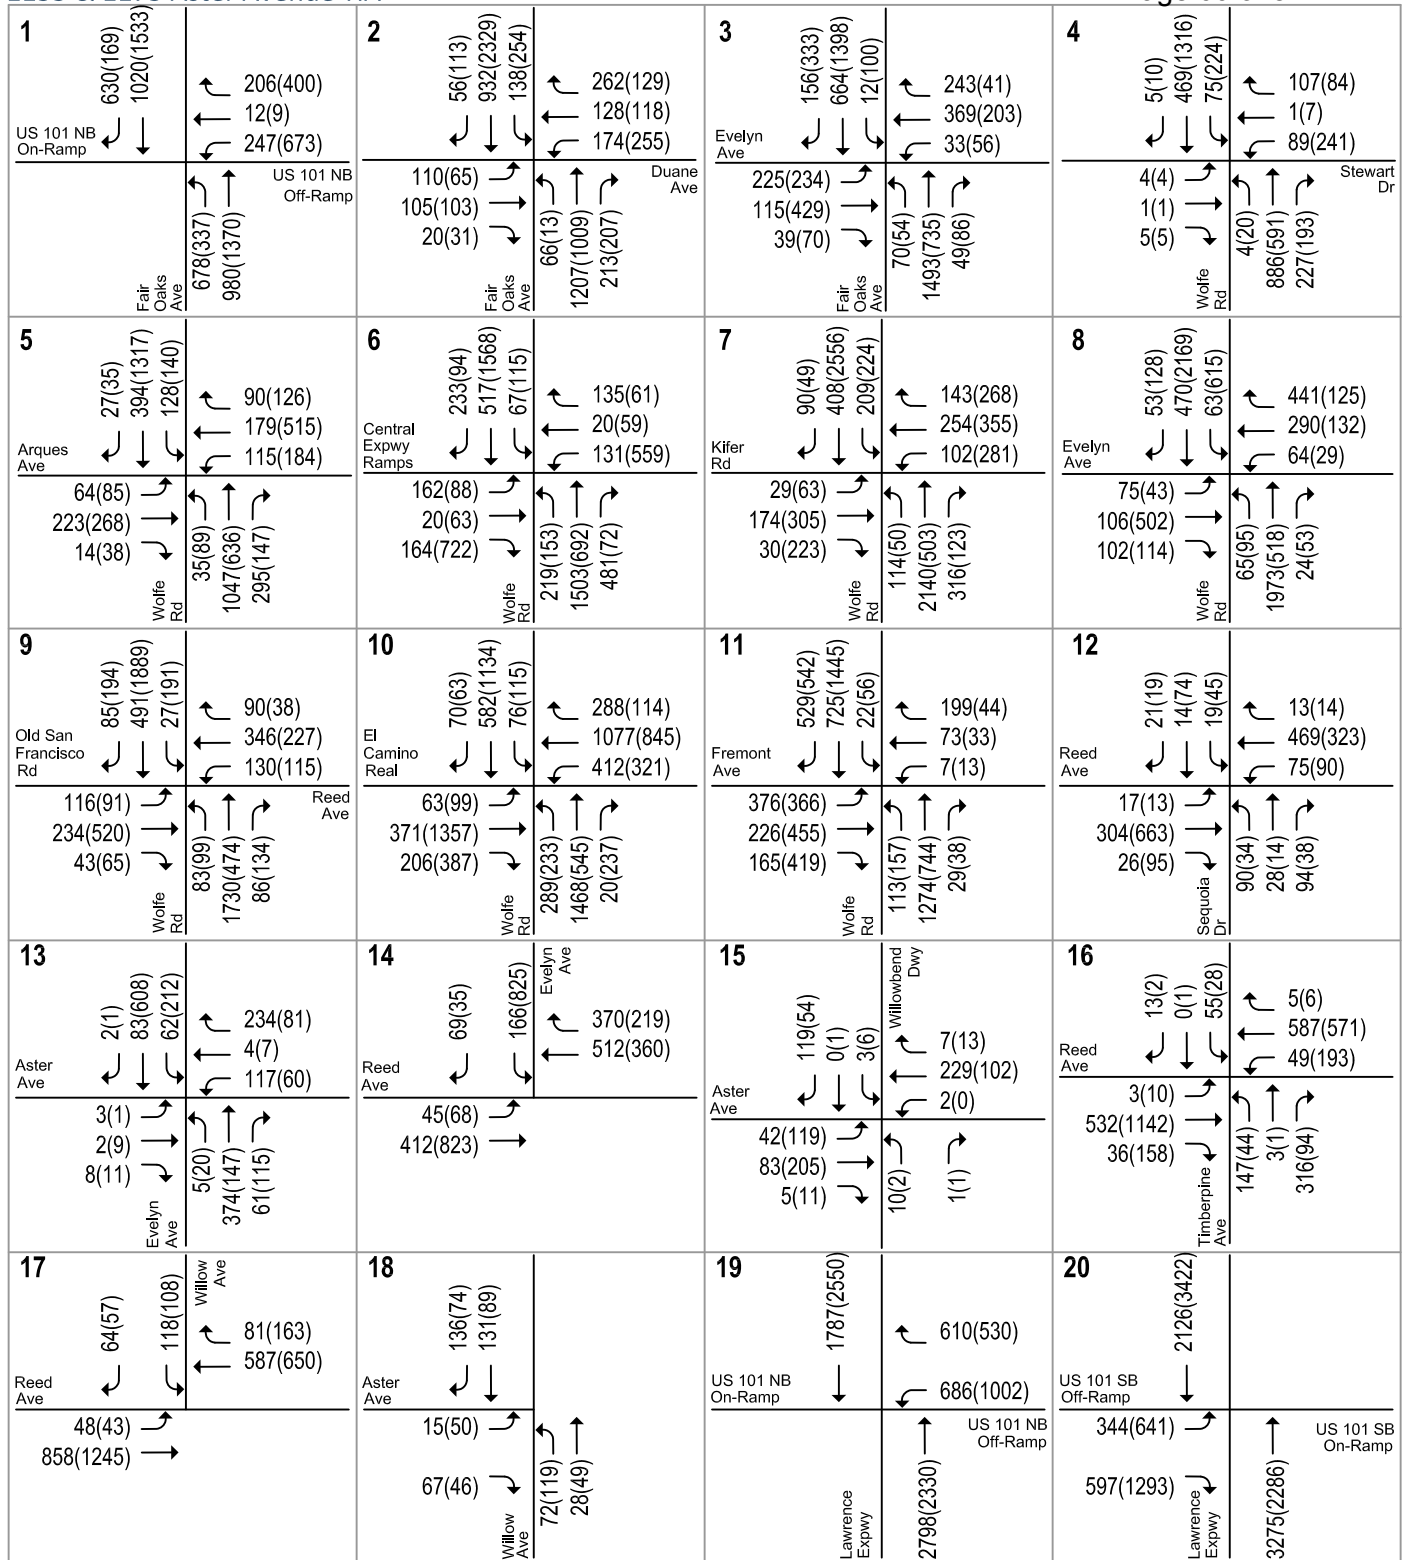 1
630(169)
1020(1533)
206(400)
12(9)
247(673)
US 101 NB
On-Ramp
US 101 NB
Off-Ramp
678(337)
980(1370)
Fair
Oaks
Ave
2
56(113)
932(2329)
138(254)
262(129)
128(118)
174(255)
110(65)
105(103)
20(31)
Duane
Ave
66(13)
1207(1009)
213(207)
Fair
Oaks
Ave
3
156(333)
664(1398)
12(100)
243(41)
369(203)
33(56)
Evelyn
Ave
225(234)
115(429)
39(70)
70(54)
1493(735)
49(86)
Fair
Oaks
Ave
4
5(10)
469(1316)
75(224)
107(84)
1(7)
89(241)
4(4)
1(1)
5(5)
Stewart
Dr
4(20)
886(591)
227(193)
Wolfe
Rd
5
27(35)
394(1317)
128(140)
90(126)
179(515)
115(184)
Arques
Ave
64(85)
223(268)
14(38)
35(89)
1047(636)
295(147)
Wolfe
Rd
6
233(94)
517(1568)
67(115)
135(61)
20(59)
131(559)
Central
Expwy
Ramps
162(88)
20(63)
164(722)
219(153)
1503(692)
481(72)
Wolfe
Rd
7
90(49)
408(2556)
209(224)
143(268)
254(355)
102(281)
Kifer
Rd
29(63)
174(305)
30(223)
114(50)
2140(503)
316(123)
Wolfe
Rd
8
53(128)
470(2169)
63(615)
441(125)
290(132)
64(29)
Evelyn
Ave
75(43)
106(502)
102(114)
65(95)
1973(518)
24(53)
Wolfe
Rd
9
85(194)
491(1889)
27(191)
90(38)
346(227)
130(115)
Old San
Francisco
Rd
116(91)
234(520)
43(65)
Reed
Ave
83(99)
1730(474)
86(134)
Wolfe
Rd
10
70(63)
582(1134)
76(115)
288(114)
1077(845)
412(321)
El
Camino
Real
63(99)
371(1357)
206(387)
289(233)
1468(545)
20(237)
Wolfe
Rd
11
529(542)
725(1445)
22(56)
199(44)
73(33)
7(13)
Fremont
Ave
376(366)
226(455)
165(419)
113(157)
1274(744)
29(38)
Wolfe
Rd
12
21(19)
14(74)
19(45)
13(14)
469(323)
75(90)
Reed
Ave
17(13)
304(663)
26(95)
90(34)
28(14)
94(38)
Sequoia
Dr
13
2(1)
83(608)
62(212)
234(81)
4(7)
117(60)
Aster
Ave
3(1)
2(9)
8(11)
5(20)
374(147)
61(115)
Evelyn
Ave
14
69(35)
166(825)
Evelyn
Ave
370(219)
512(360)
Reed
Ave
45(68)
412(823)
15
119(54)
0(1)
3(6)
Willowbend
Dwy
7(13)
229(102)
2(0)
Aster
Ave
42(119)
83(205)
5(11)
10(2)
1(1)
16
13(2)
0(1)
55(28)
5(6)
587(571)
49(193)
Reed
Ave
3(10)
532(1142)
36(158)
147(44)
3(1)
316(94)
Timberpine
Ave
17
64(57)
118(108)
Willow
Ave
81(163)
587(650)
Reed
Ave
48(43)
858(1245)
18
136(74)
131(89)
Aster
Ave
15(50)
67(46)
72(119)
28(49)
Willow
Ave
19
1787(2550)
610(530)
686(1002)
US 101 NB
On-Ramp
US 101 NB
Off-Ramp
2798(2330)
Lawrence
Expwy
20
2126(3422)
US 101 SB
Off-Ramp
344(641)
597(1293)
US 101 SB
On-Ramp
3275(2286)
Lawrence
Expwy